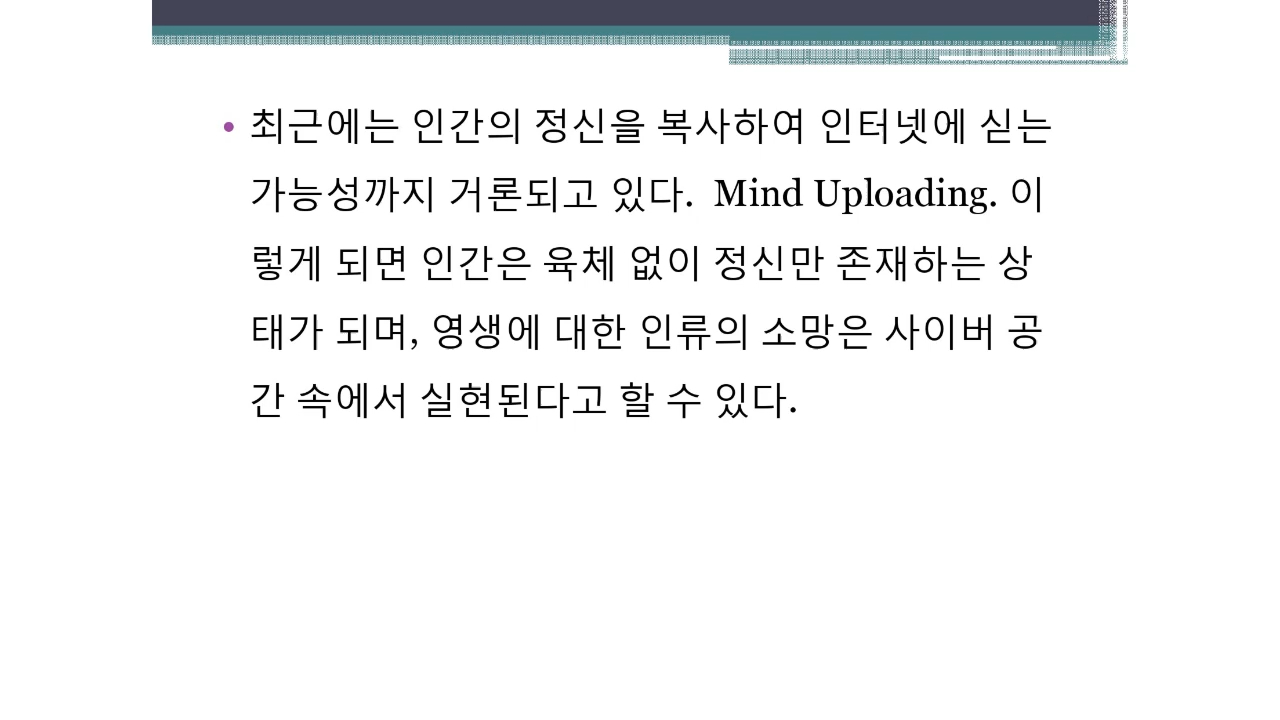 • 최근에는 인간의 정신을 복사하여 인터넷에 싣는
가능성까지 거론되고 있다.  Mind Uploading. 이
렇게 되면 인간은 육체 없이 정신만 존재하는 상
태가 되며, 영생에 대한 인류의 소망은 사이버 공
간 속에서 실현된다고 할 수 있다.